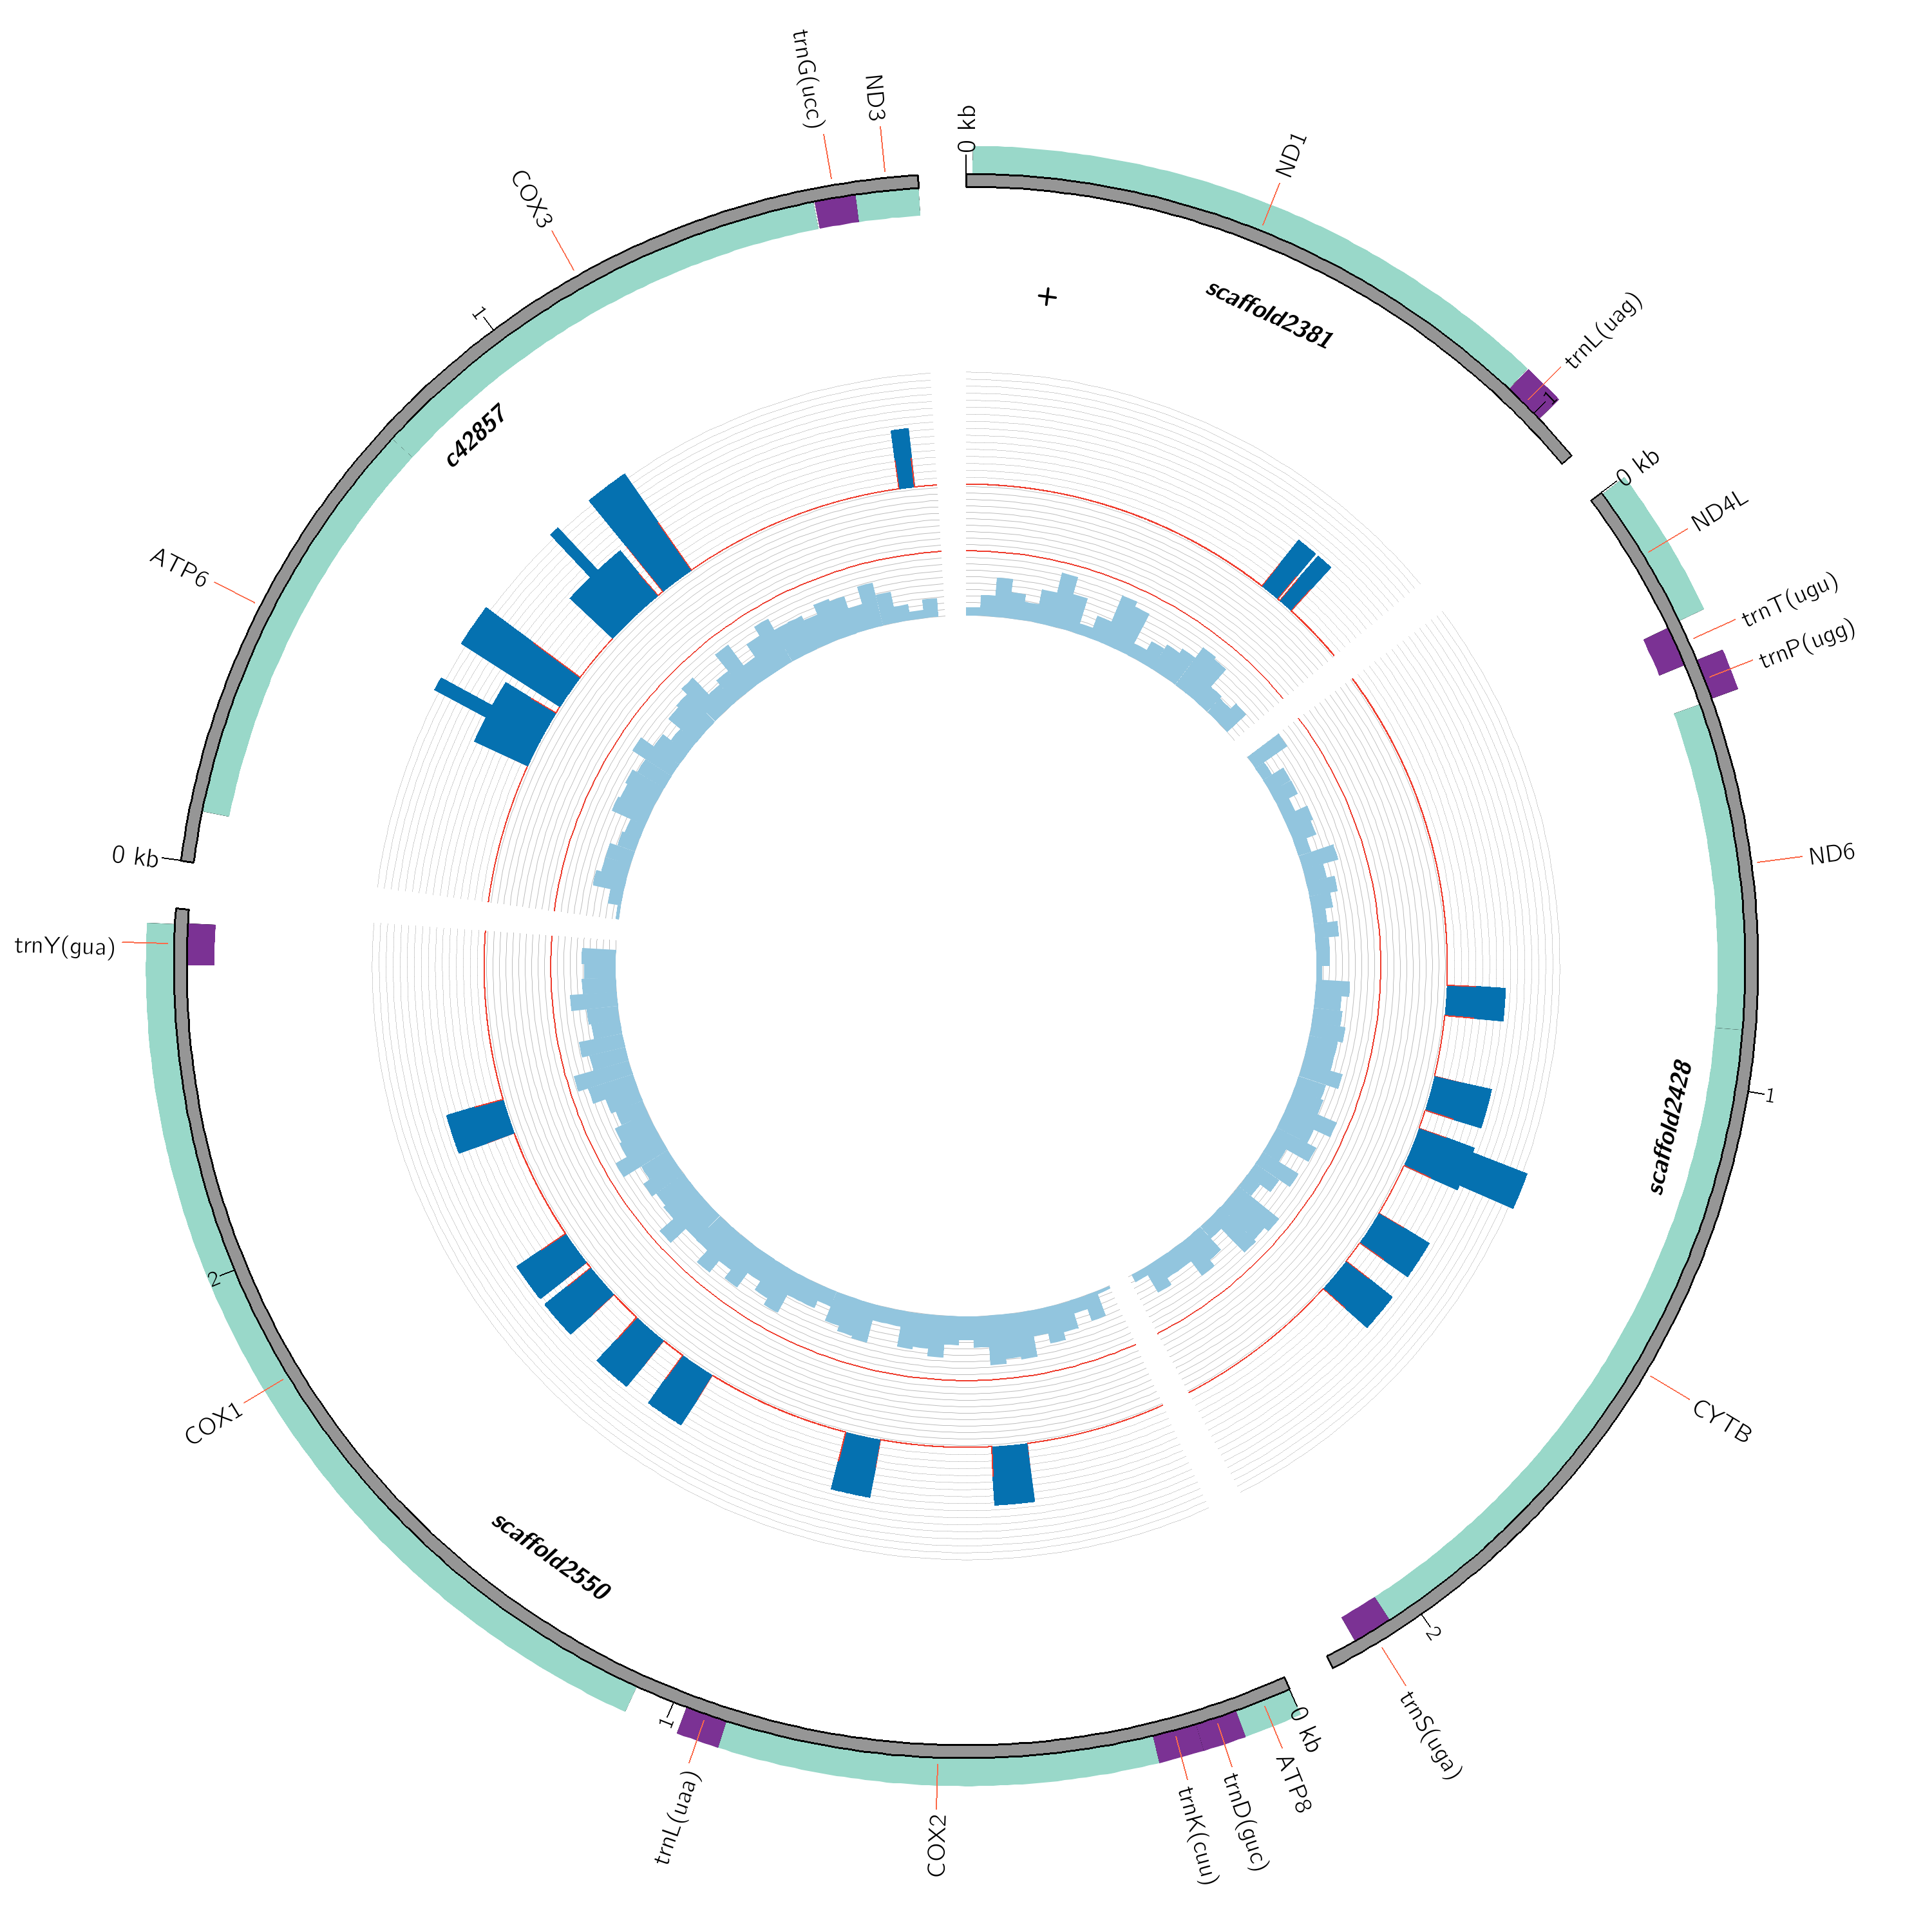 0 kb
ND1
+
scaffold2381
trnL(uag)
1
0 kb
ND4L
trnT(ugu)
trnP(ugg)
ND6
1
scaffold2428
CYTB
2
trnS(uga)
0 kb
ATP8
trnD(guc)
trnK(cuu)
COX2
trnL(uaa)
1
scaffold2550
COX1
2
trnY(gua)
0 kb
ATP6
c42857
1
COX3
trnG(ucc)
ND3